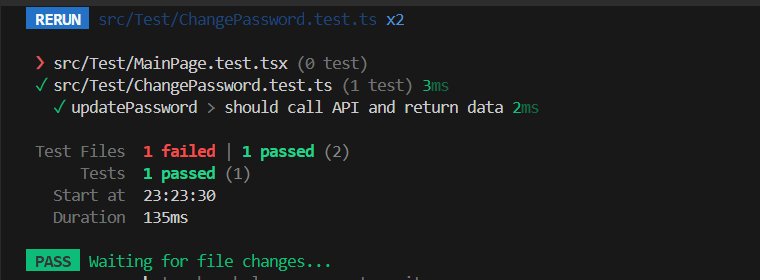 RERUN src/Test/ChangePassword.test.ts x2
❯ src/Test/MainPage.test.tsx (0 test)
✓ src/Test/ChangePassword.test.ts (1 test) 3ms
✓ updatePassword > should call API and return data 2ms
Test Files 1 failed | 1 passed (2)
Tests 1 passed (1)
Start at 23:23:30
Duration 135ms
PASS Waiting for file changes...